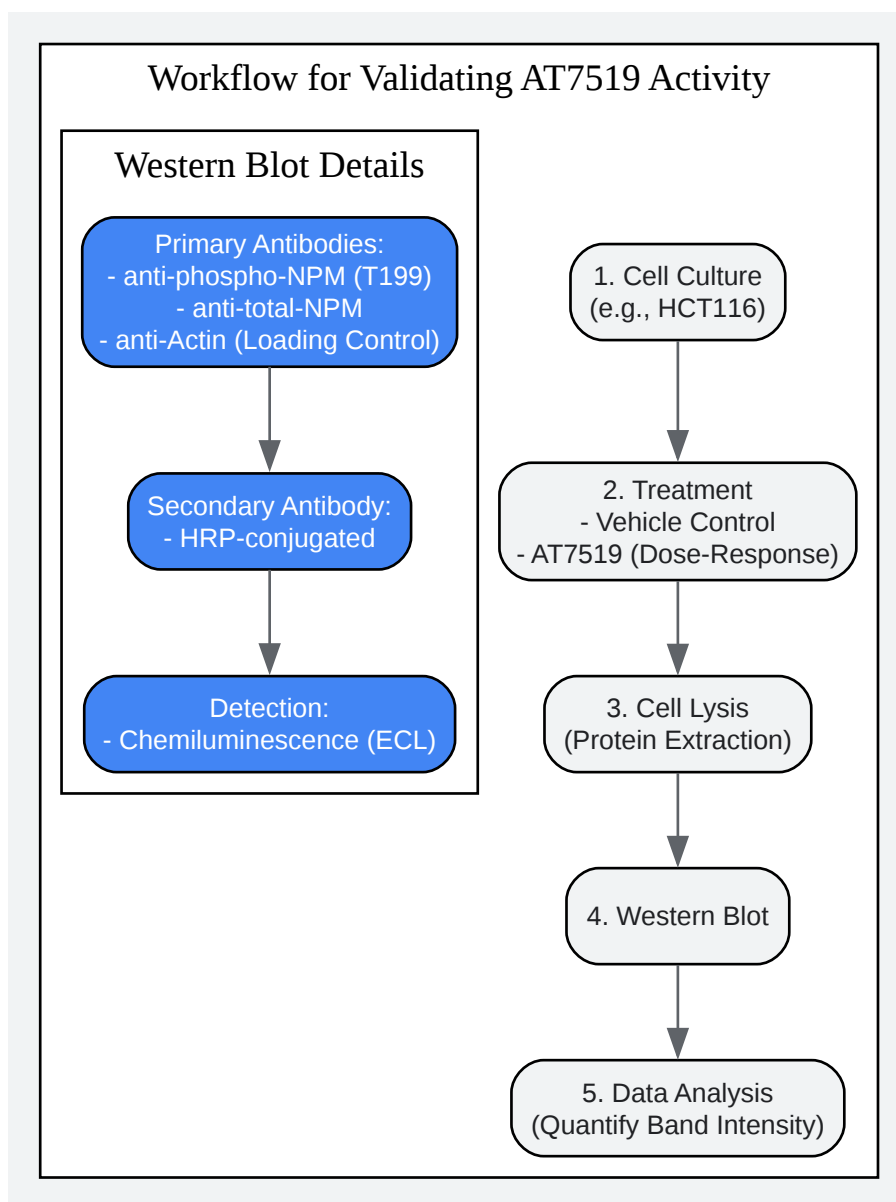 Workflow for Validating AT7519 Activity
Western Blot Details
Primary Antibodies:
- anti-phospho-NPM (T199)
- anti-total-NPM
- anti-Actin (Loading Control)
Secondary Antibody:
- HRP-conjugated
Detection:
- Chemiluminescence (ECL)
1. Cell Culture
(e.g., HCT116)
2. Treatment
- Vehicle Control
- AT7519 (Dose-Response)
3. Cell Lysis
(Protein Extraction)
4. Western Blot
5. Data Analysis
(Quantify Band Intensity)